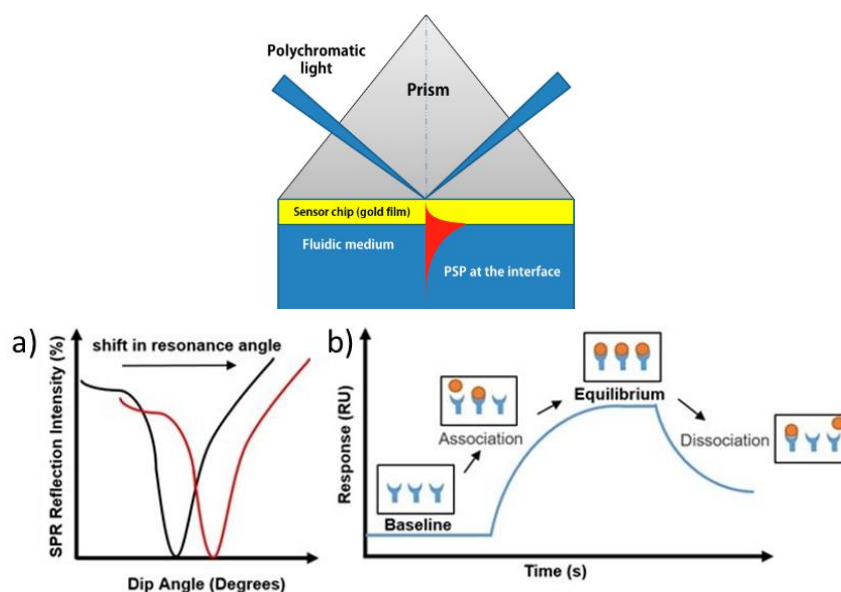 Polychromatic
light
Prism
Sensor chip (gold film)
Fluidic medium
PSP at the interface
a)
shift in resonance angle
SPR Reflection Intensity (%)
Dip Angle (Degrees)
b)
Equilibrium
Association
Dissociation
Baseline
Response (RU)
Time (s)